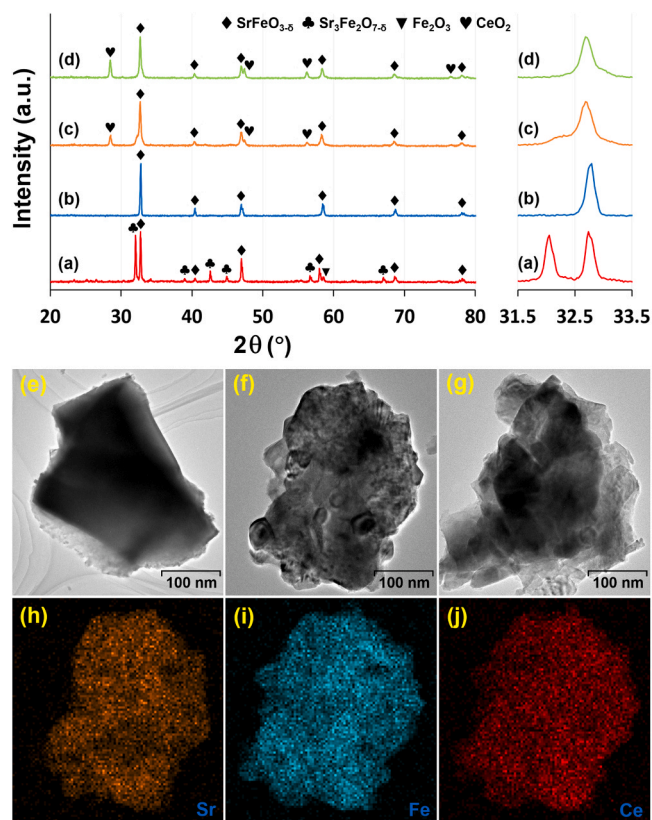 ♦ SrFeO3-δ ♣ Sr3Fe2O7-δ ▼ Fe2O3 ♥ CeO2
Intensity (a.u.)
(d) (d)
(c) (c)
(b) (b)
(a) (a)
20 30 40 50 60 70 80 31.5 32.5 33.5
2θ (°)
(e) (f) (g)
100 nm 100 nm 100 nm
(h) (i) (j)
Sr Fe Ce